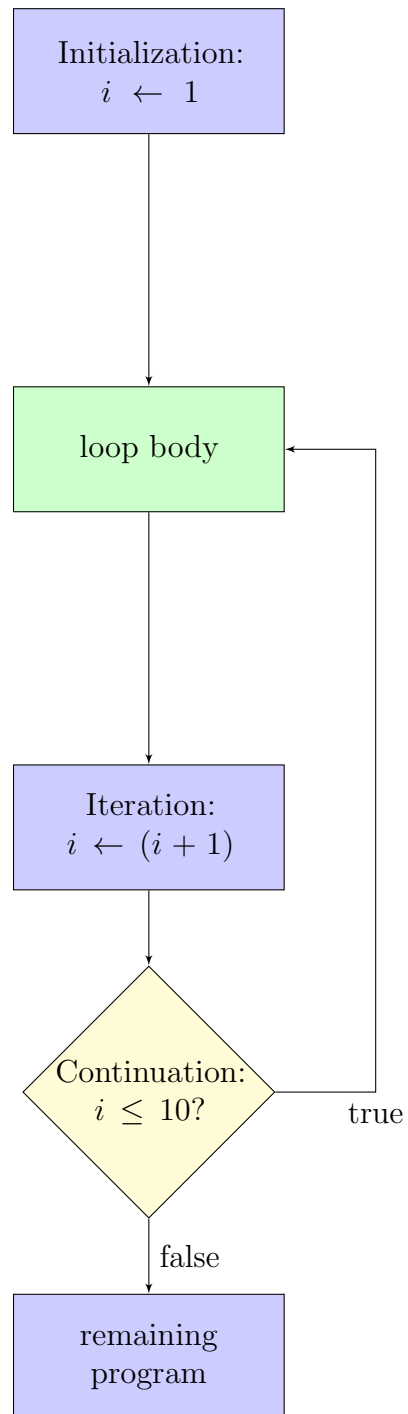 Initialization:
i ← 1
loop body
Iteration:
i ← (i + 1)
Continuation:
i ≤ 10?
true
false
remaining
program